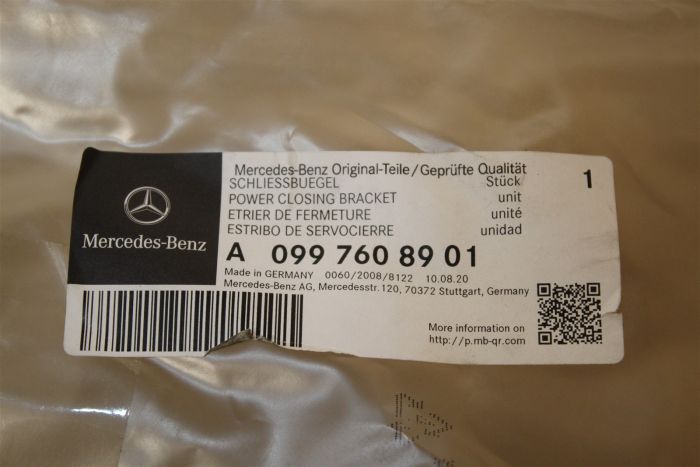 Mercedes-Benz
Mercedes-Benz Original-Teile/Geprüfte Qualität
SCHLIESSBUEGEL Stück 1
POWER CLOSING BRACKET unit
ETRIER DE FERMETURE unité
ESTRIBO DE SERVOCIERRE unidad
A 099 760 89 01
Made in GERMANY 0060/2008/8122 10.08.20
Mercedes-Benz AG, Mercedesstr.120, 70372 Stuttgart, Germany
More information on
http://p.mb-qr.com